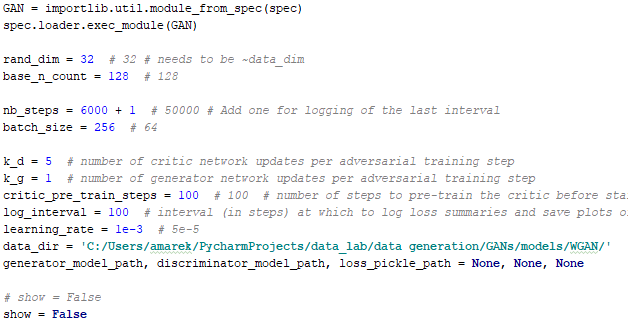 GAN = importlib.util.module_from_spec(spec)
spec.loader.exec_module(GAN)
rand_dim = 32  # 32 # needs to be ~data_dim
base_n_count = 128  # 128
nb_steps = 6000 + 1  # 50000 # Add one for logging of the last interval
batch_size = 256  # 64
k_d = 5  # number of critic network updates per adversarial training step
k_g = 1  # number of generator network updates per adversarial training step
critic_pre_train_steps = 100  # 100  # number of steps to pre-train the critic before sta
log_interval = 100  # interval (in steps) at which to log loss summaries and save plots o
learning_rate = 1e-3  # 5e-5
data_dir = 'C:/Users/amarek/PycharmProjects/data_lab/data generation/GANs/models/WGAN/'
generator_model_path, discriminator_model_path, loss_pickle_path = None, None, None
# show = False
show = False